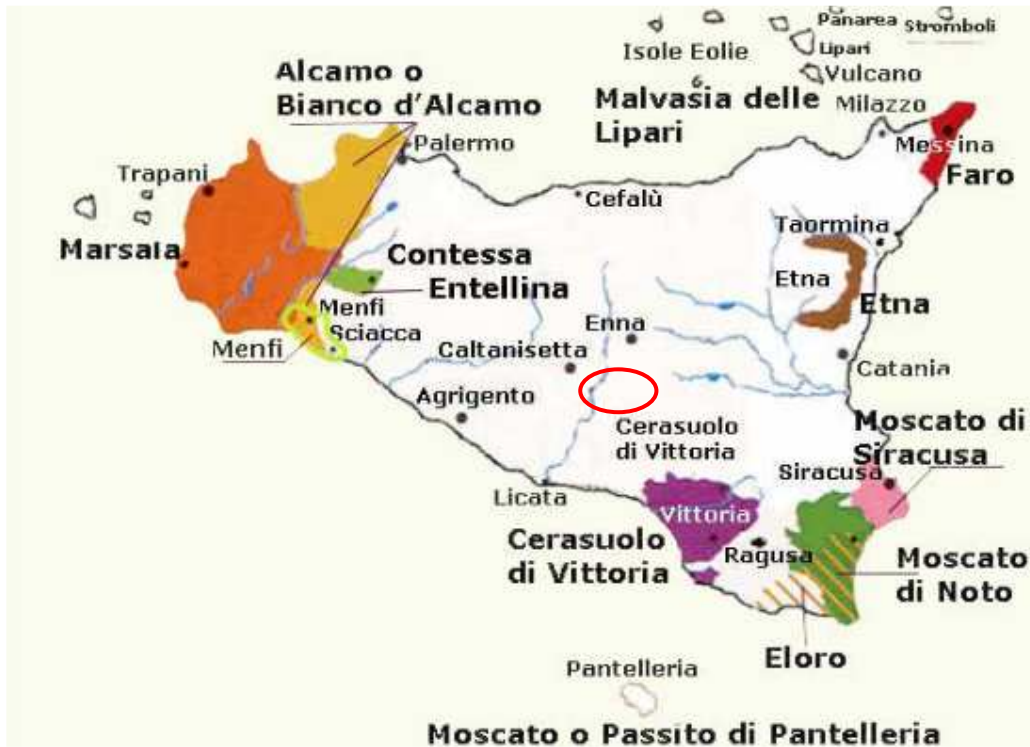 Panarea
Stromboli
Isole Eolie
Lipari
Vulcano
Alcamo o
Bianco d'Alcamo
Malvasia delle
Lipari
Milazzo
Messina
Faro
Palermo
Trapani
Cefalù
Taormina
Marsala
Contessa
Entellina
Etna
Etna
Menfi
Sciacca
Menfi
Enna
Caltanisetta
Catania
Agrigento
Cerasuolo
di Vittoria
Moscato di
Siracusa
Siracusa
Licata
Vittoria
Cerasuolo
di Vittoria
Ragusa
Moscato
di Noto
Eloro
Pantelleria
Moscato o Passito di Pantelleria